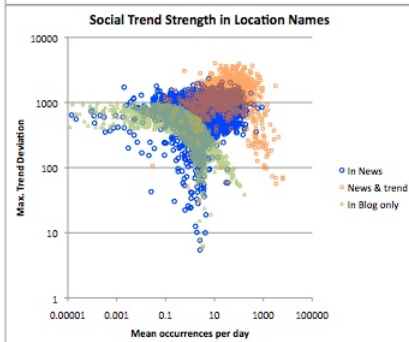 Social Trend Strength in Location Names
10000
1000
100
10
1
Max. Trend Deviation
0.00001
0.001
0.1
10
1000
100000
Mean occurrences per day
In News
News & trend
In Blog only